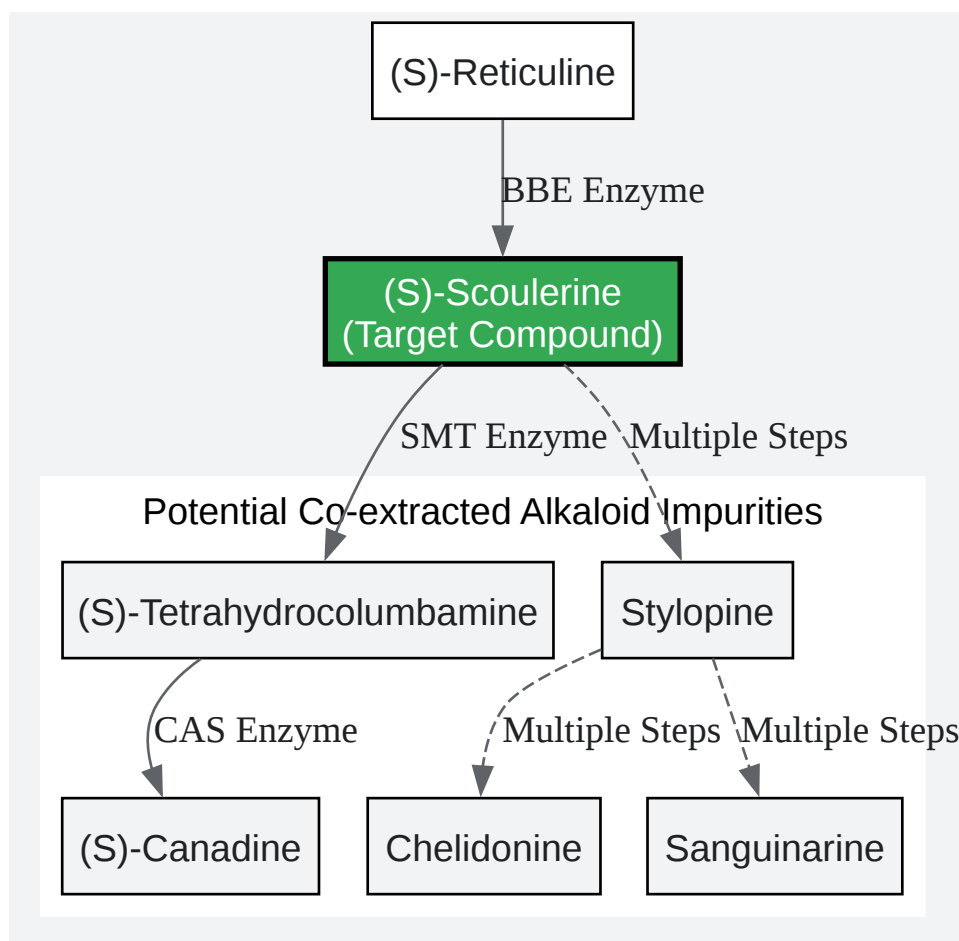 (S)-Reticuline
BBE Enzyme
(S)-Scoulerine
(Target Compound)
SMT Enzyme
Multiple Steps
Potential Co-extracted Alkaloid Impurities
(S)-Tetrahydrocolumbamine
Stylopine
CAS Enzyme
Multiple Steps
Multiple Steps
(S)-Canadine
Chelidonine
Sanguinarine